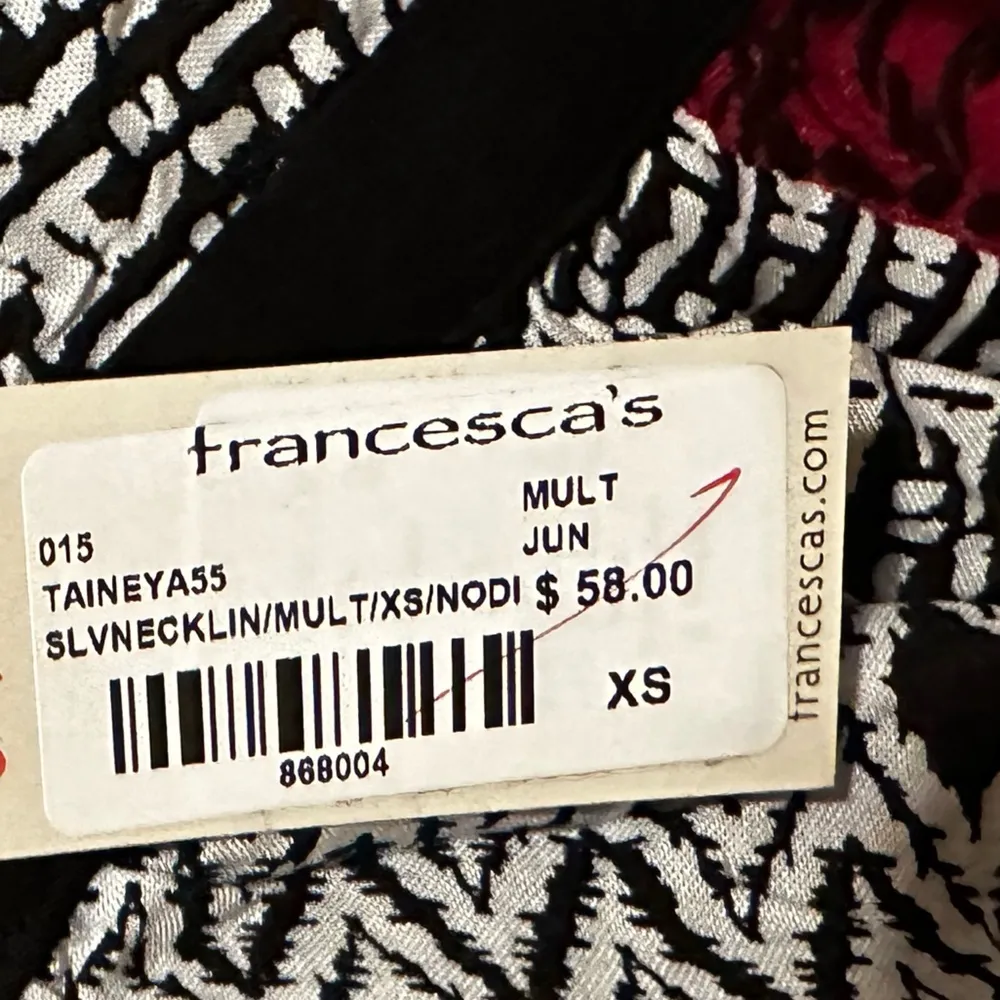 francesca's
MULT
015
JUN
TAINEYA55
SLVNECKLIN/MULT/XS/NODI $ 58.00
XS
868004
francescas.com